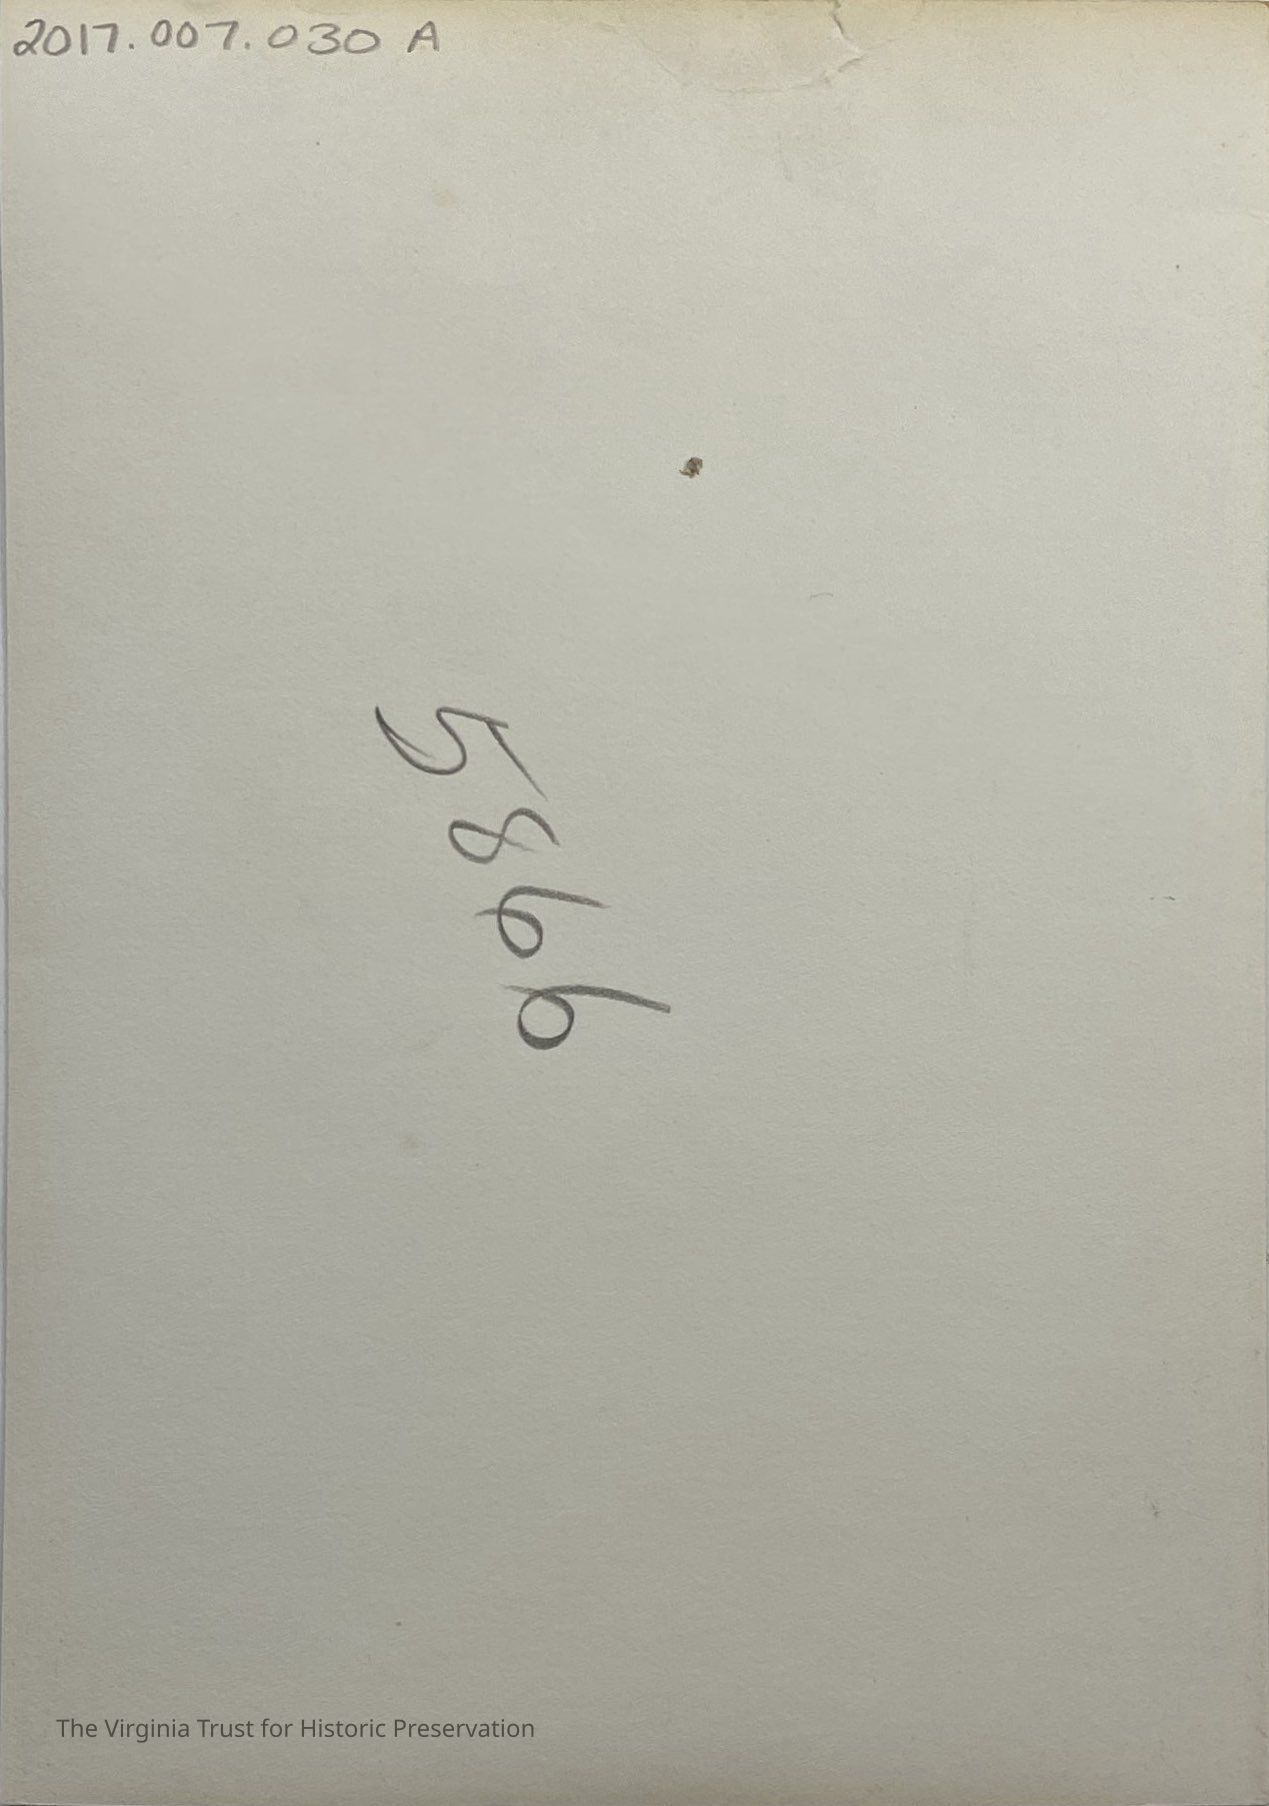 2017.007.030 A
5866
The Virginia Trust for Historic Preservation